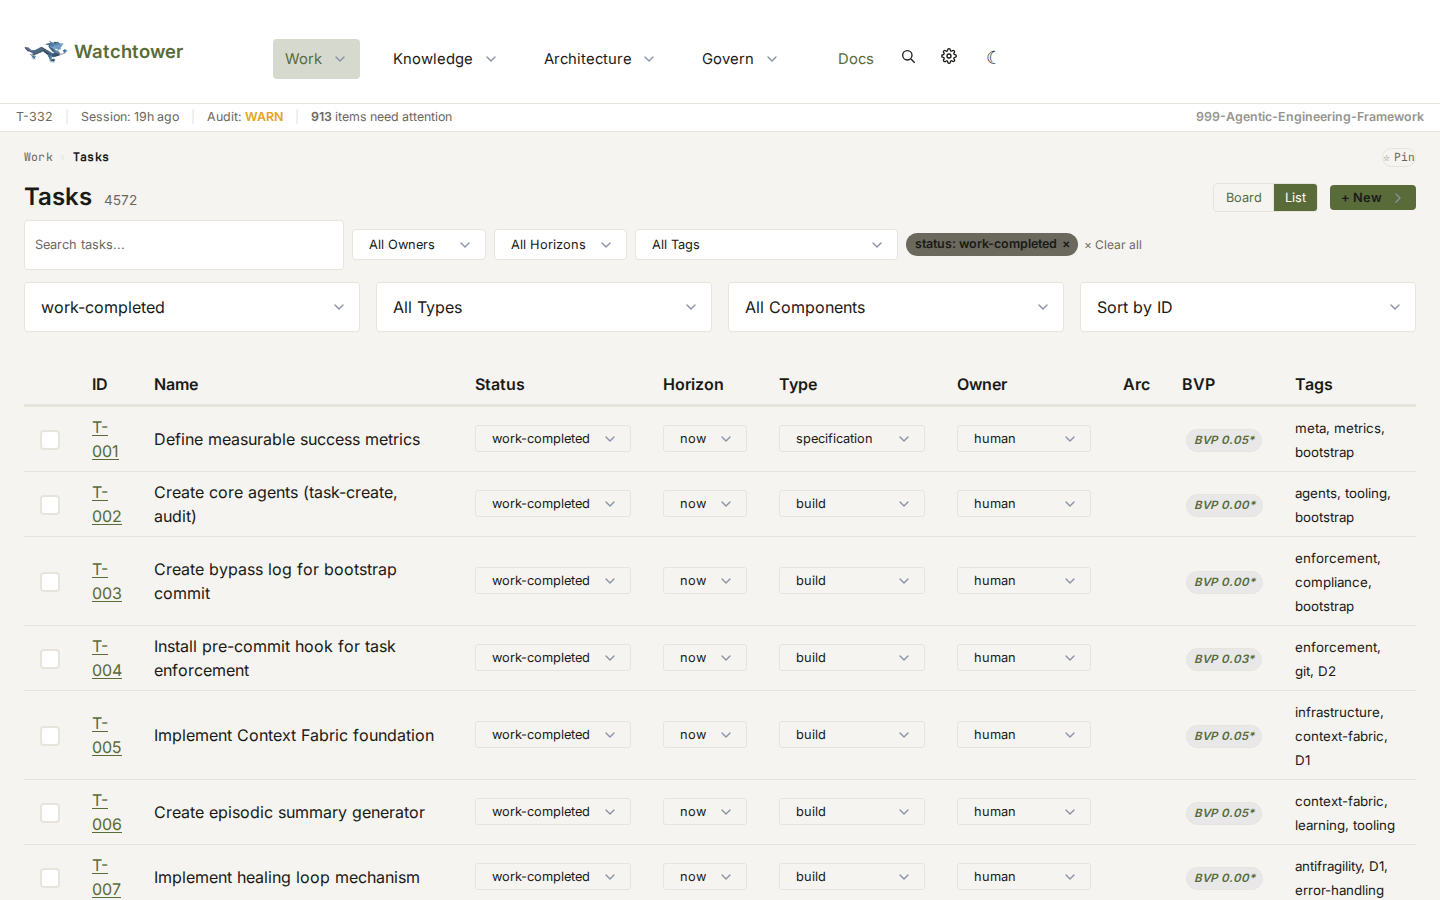 Watchtower
Work
Knowledge
Architecture
Govern
Docs
T-332
Session: 19h ago
Audit: WARN
913 items need attention
999-Agentic-Engineering-Framework
Work › Tasks
☆ Pin
Tasks 4572
Board
List
+ New
Search tasks...
All Owners
All Horizons
All Tags
status: work-completed ×
× Clear all
work-completed
All Types
All Components
Sort by ID
ID Name Status Horizon Type Owner Arc BVP Tags
T-
001
Define measurable success metrics
work-completed
now
specification
human
BVP 0.05*
meta, metrics,
bootstrap
T-
002
Create core agents (task-create,
audit)
work-completed
now
build
human
BVP 0.00*
agents, tooling,
bootstrap
T-
003
Create bypass log for bootstrap
commit
work-completed
now
build
human
BVP 0.00*
enforcement,
compliance,
bootstrap
T-
004
Install pre-commit hook for task
enforcement
work-completed
now
build
human
BVP 0.03*
enforcement,
git, D2
T-
005
Implement Context Fabric foundation
work-completed
now
build
human
BVP 0.05*
infrastructure,
context-fabric,
D1
T-
006
Create episodic summary generator
work-completed
now
build
human
BVP 0.05*
context-fabric,
learning, tooling
T-
007
Implement healing loop mechanism
work-completed
now
build
human
BVP 0.00*
antifragility, D1,
error-handling